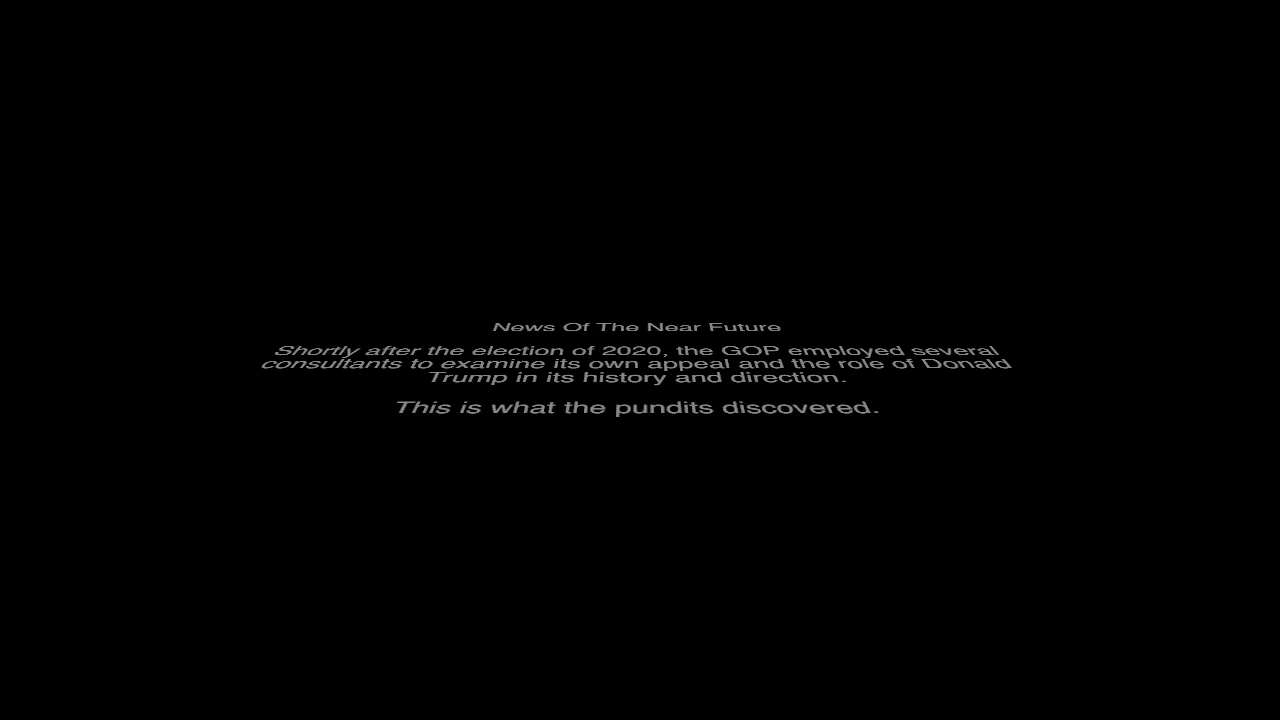 News Of The Near Future
Shortly after the election of 2020, the GOP employed several
consultants to examine its own appeal and the role of Donald
Trump in its history and direction.
This is what the pundits discovered.